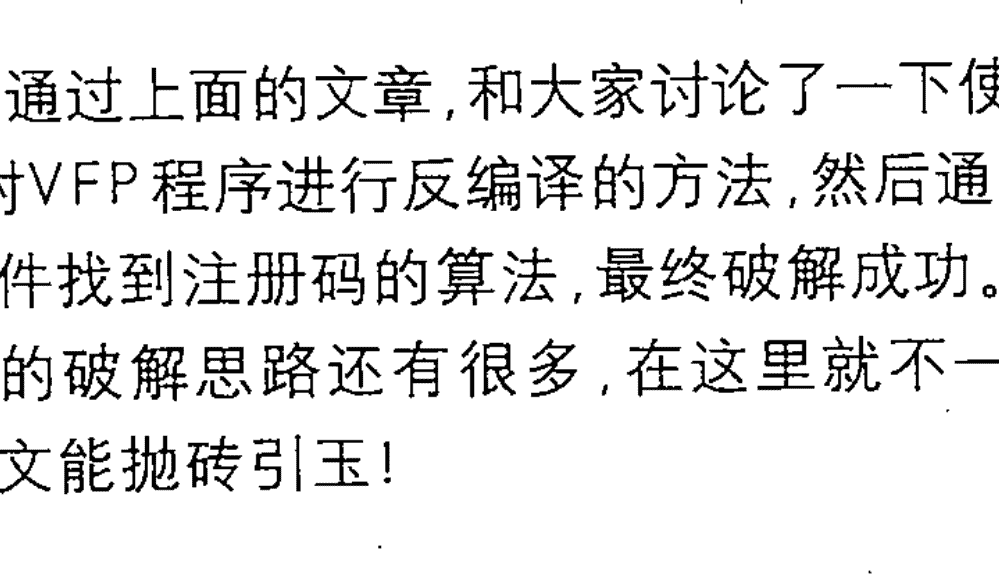 通过上面的文章,和大家讨论了一下使
对VFP程序进行反编译的方法,然后通
件找到注册码的算法,最终破解成功。
的破解思路还有很多,在这里就不一
文能抛砖引玉!